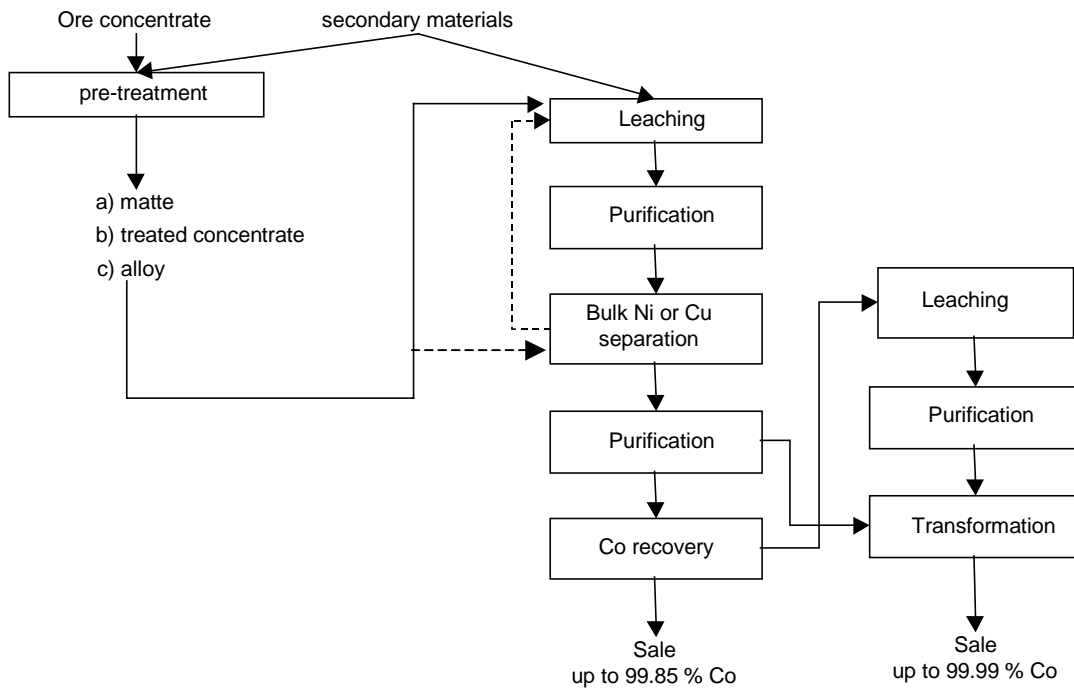 Ore concentrate
secondary materials
pre-treatment
a) matte
b) treated concentrate
c) alloy
Leaching
Purification
Bulk Ni or Cu
separation
Purification
Co recovery
Sale
up to 99.85 % Co
Leaching
Purification
Transformation
Sale
up to 99.99 % Co